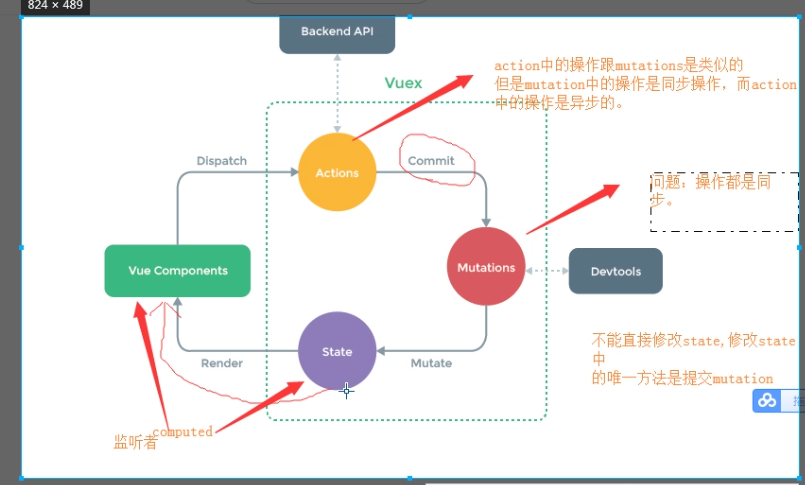 824 × 489
Backend API
Vuex
action中的操作跟mutations是类似的
但是mutation中的操作是同步操作，而action
中的操作是异步的。
Dispatch
Actions
Commit
问题：操作都是同
步。
Vue Components
Mutations
Devtools
State
Render
Mutate
不能直接修改state,修改state
中
的唯一方法是提交mutation
computed
监听者